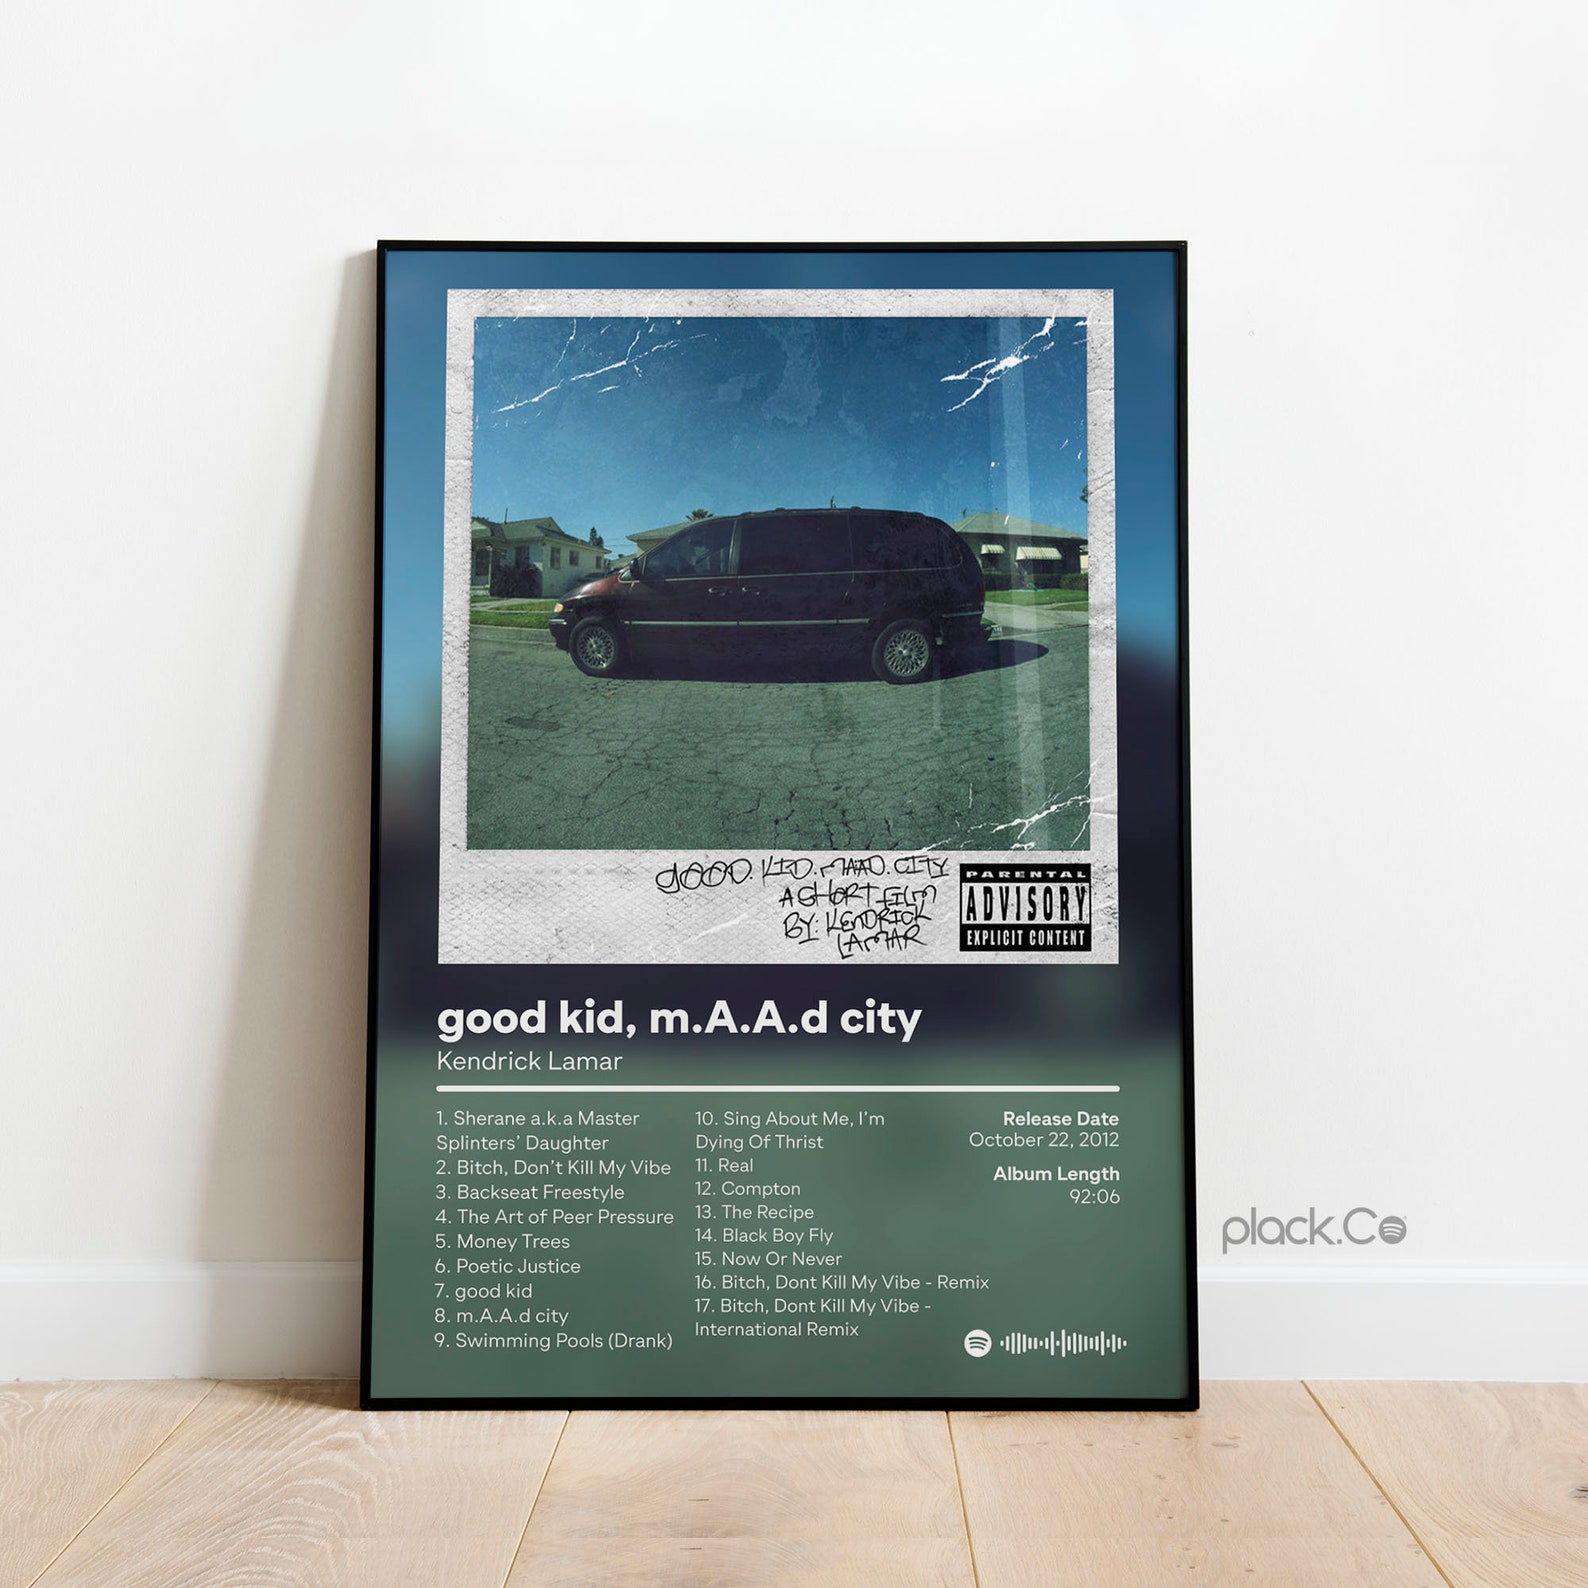 GOOD. KID. MAAD. CITY
A SHORT FILM
BY: KENDRICK
LAMAR
PARENTAL
ADVISORY
EXPLICIT CONTENT
good kid, m.A.A.d city
Kendrick Lamar
1. Sherane a.k.a Master
Splinters’ Daughter
2. Bitch, Don’t Kill My Vibe
3. Backseat Freestyle
4. The Art of Peer Pressure
5. Money Trees
6. Poetic Justice
7. good kid
8. m.A.A.d city
9. Swimming Pools (Drank)
10. Sing About Me, I’m
Dying Of Thrist
11. Real
12. Compton
13. The Recipe
14. Black Boy Fly
15. Now Or Never
16. Bitch, Dont Kill My Vibe - Remix
17. Bitch, Dont Kill My Vibe -
International Remix
Release Date
October 22, 2012
Album Length
92:06
plack.Co